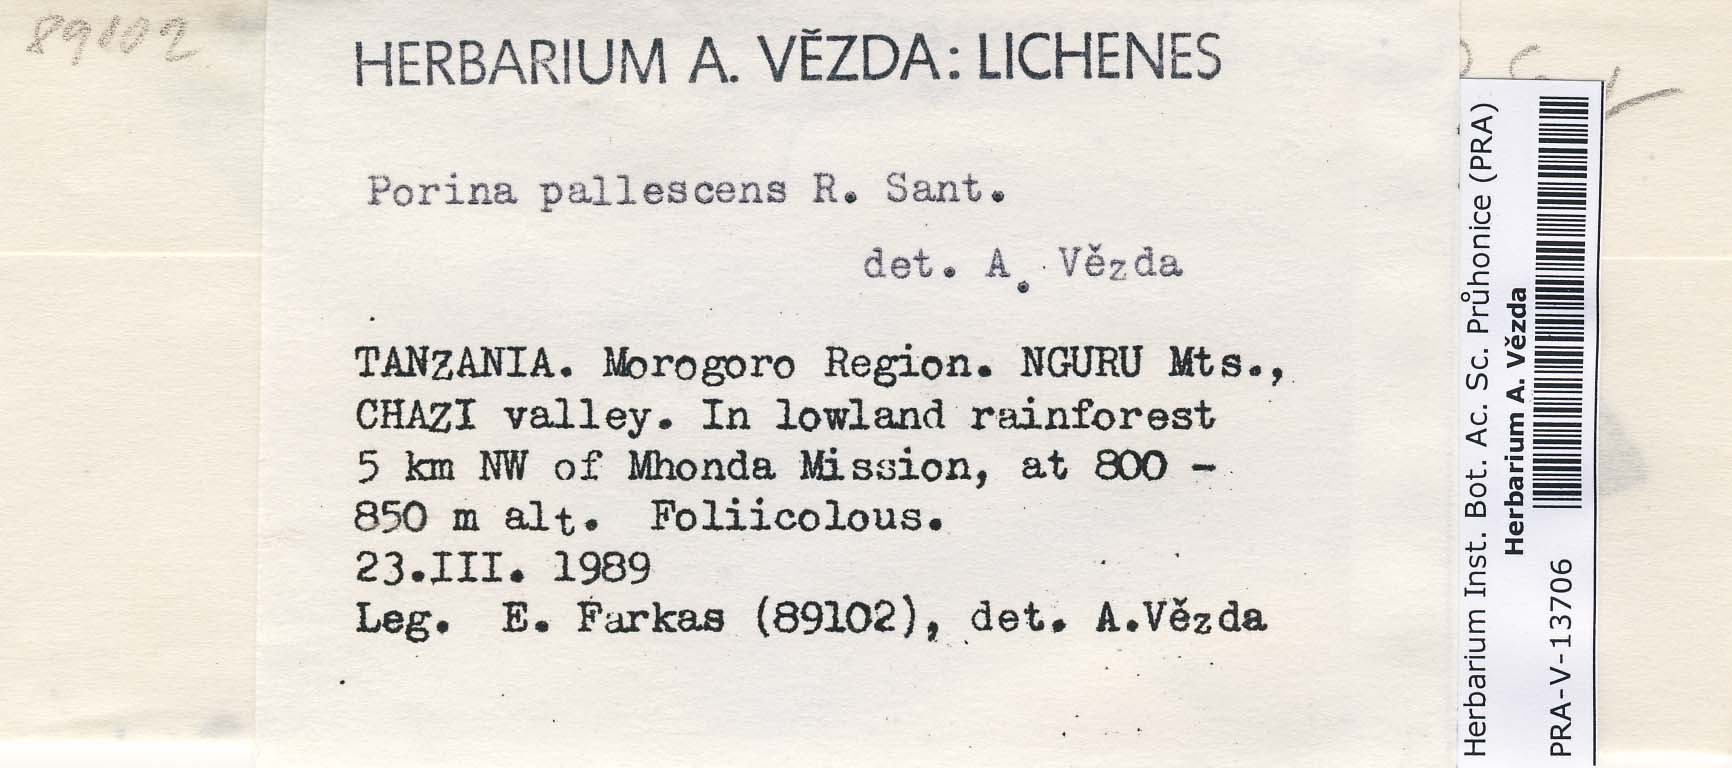 89102
HERBARIUM A. VĚZDA: LICHENES
Porina pallescens R. Sant.
det. A. Vězda
TANZANIA. Morogoro Region. NGURU Mts.,
CHAZI valley. In lowland rainforest
5 km NW of Mhonda Mission, at 800 -
850 m alt. Foliicolous.
23.III. 1989
Leg. E. Farkas (89102), det. A.Vězda
Herbarium Inst. Bot. Ac. Sc. Průhonice (PRA)
Herbarium A. Vězda
PRA-V-13706